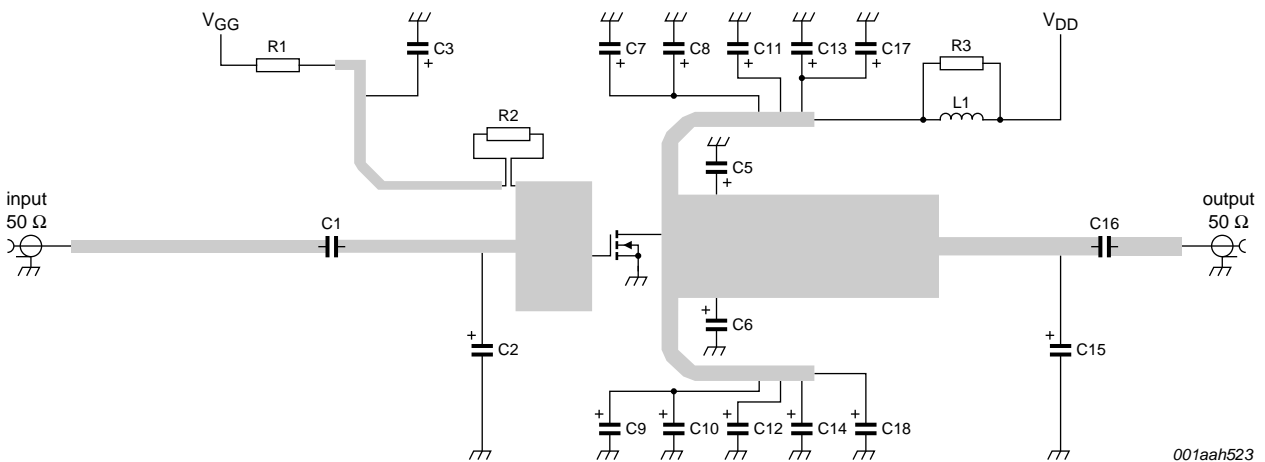 VGG
R1
C3
C7
C8
C11
C13
C17
R3
VDD
L1
R2
C5
input
50 Ω
C1
C16
output
50 Ω
C2
C6
C15
C9
C10
C12
C14
C18
001aah523